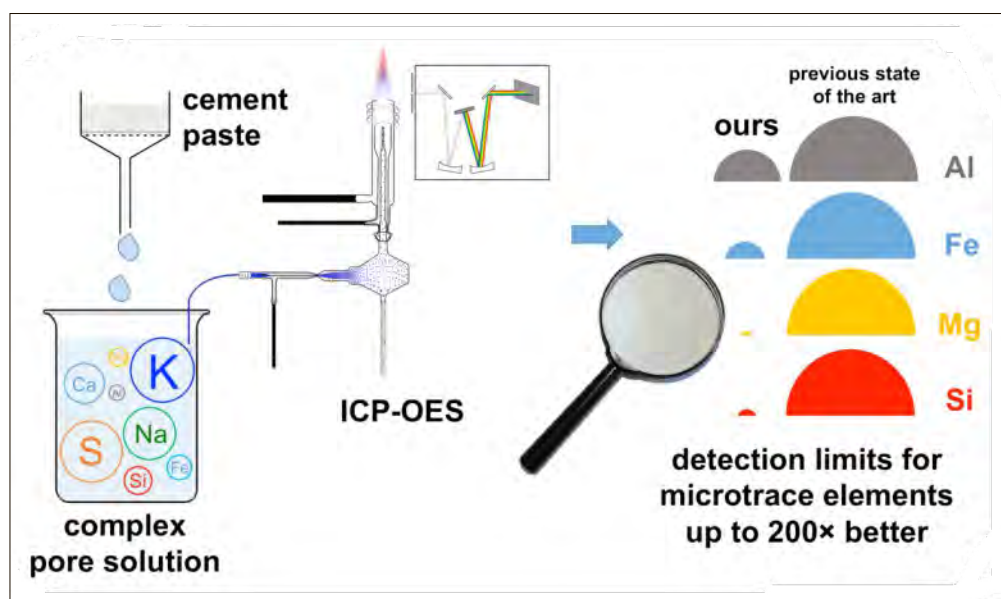 cement
paste
previous state
of the art
ours
Al
Fe
Mg
Si
K
Ca
Na
S
Fe
Si
ICP-OES
complex
pore solution
detection limits for
microtrace elements
up to 200× better